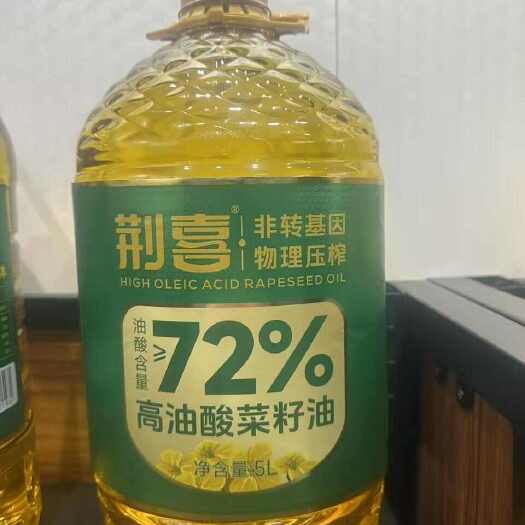 荆喜®
非转基因
物理压榨
HIGH OLEIC ACID RAPESEED OIL
油酸含量
≥72%
高油酸菜籽油
净含量:5L